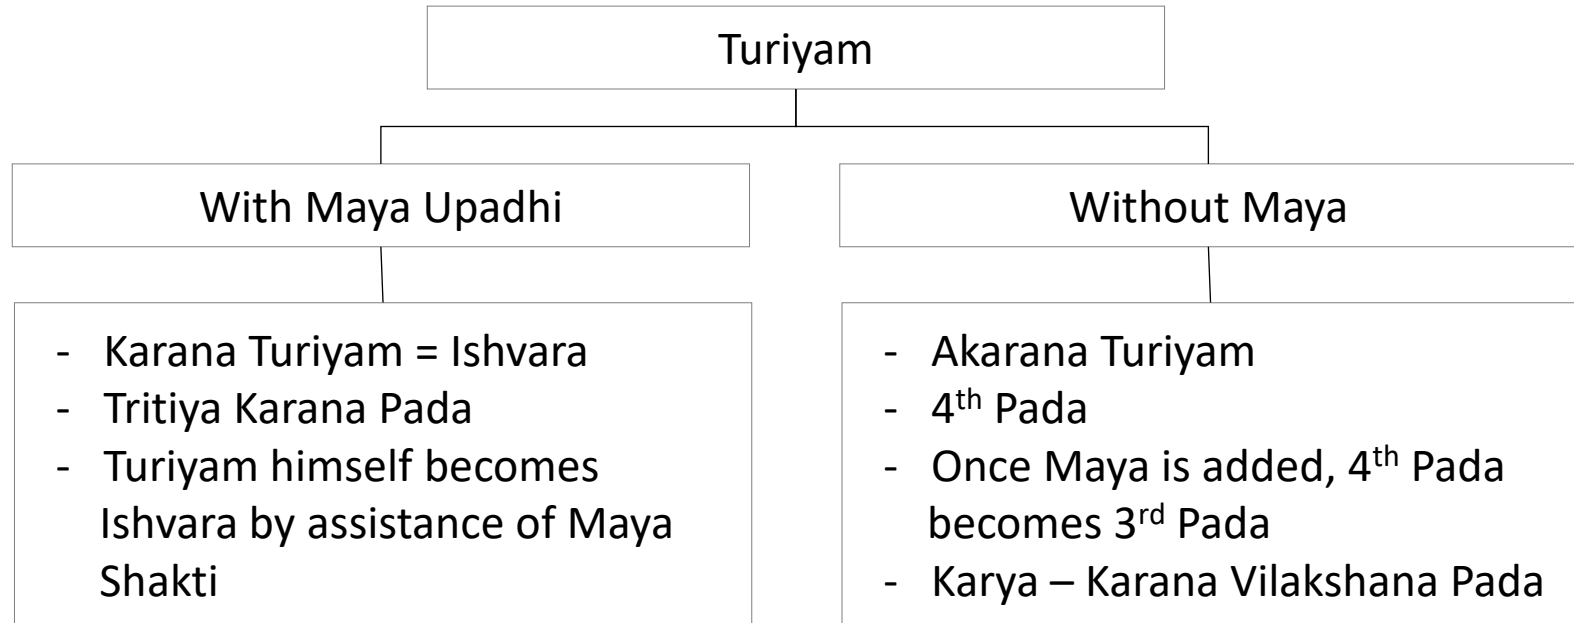 Turiyam
With Maya Upadhi
Without Maya
- Karana Turiyam = Ishvara
- Tritiya Karana Pada
- Turiyam himself becomes
Ishvara by assistance of Maya
Shakti
- Akarana Turiyam
- 4th Pada
- Once Maya is added, 4th Pada
becomes 3rd Pada
- Karya – Karana Vilakshana Pada